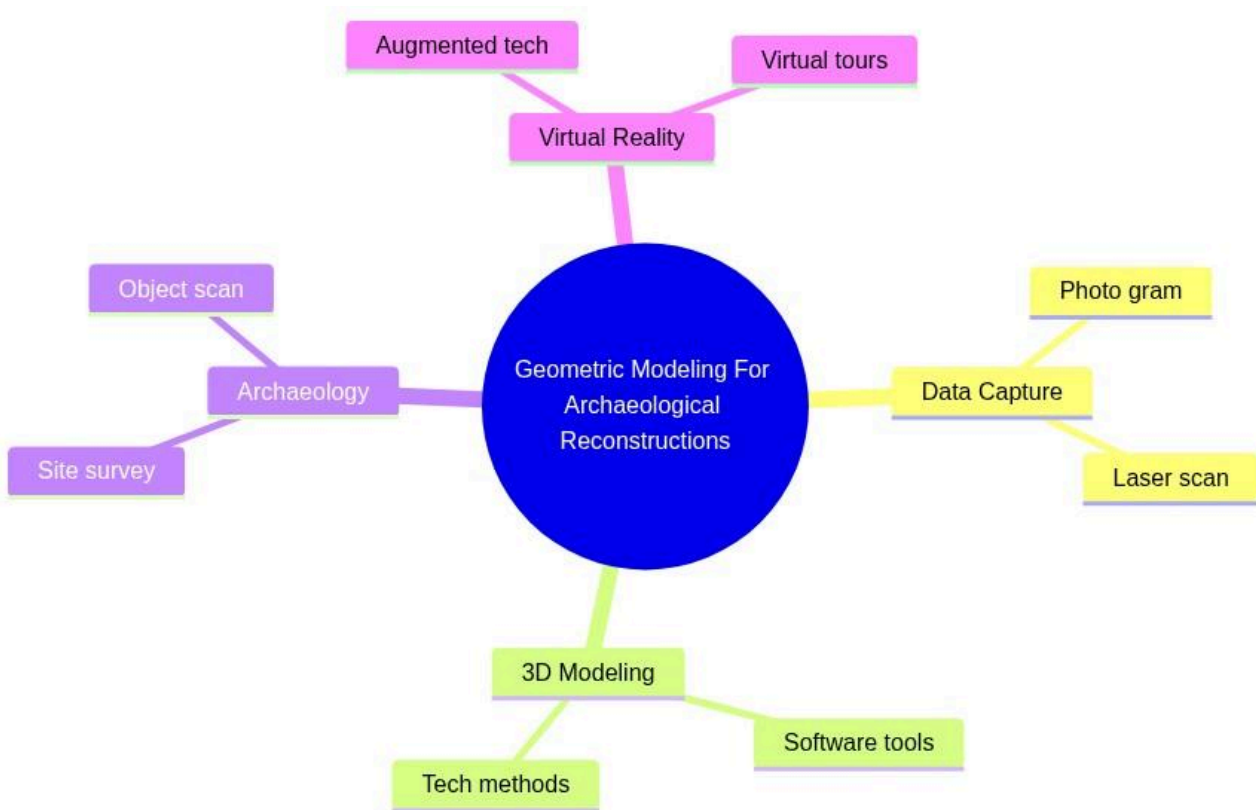 Augmented tech
Virtual tours
Virtual Reality
Object scan
Photo gram
Geometric Modeling For
Archaeological
Reconstructions
Archaeology
Data Capture
Site survey
Laser scan
3D Modeling
Software tools
Tech methods